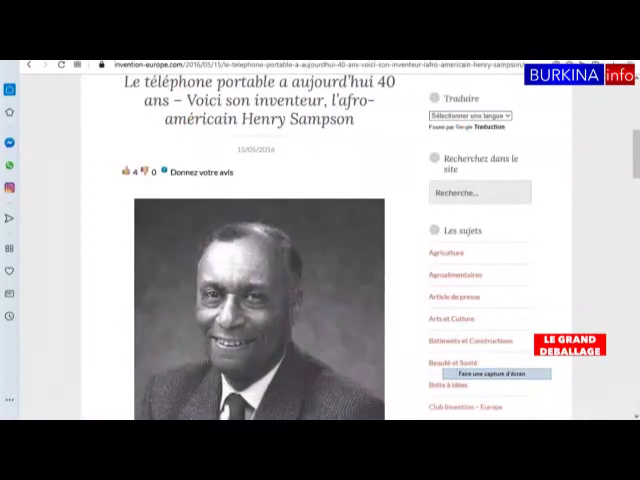 invention-europe.com/2016/05/15/le-telephone-portable-a-aujourdhui-40-ans-voici-son-inventeur-lafro-americain-henry-sampson/
BURKINA info
Le téléphone portable a aujourd'hui 40
ans – Voici son inventeur, l'afro-
américain Henry Sampson
15/05/2016
4 0 Donnez votre avis
Traduire
Sélectionner une langue
Fourni par Google Traduction
Recherchez dans le
site
Recherche...
Les sujets
Agriculture
Agroalimentaires
Article de presse
Arts et Culture
Batiments et Constructions
LE GRAND
DEBALLAGE
Beauté et Santé
Faire une capture d'écran
Boite à idées
Club Invention – Europe